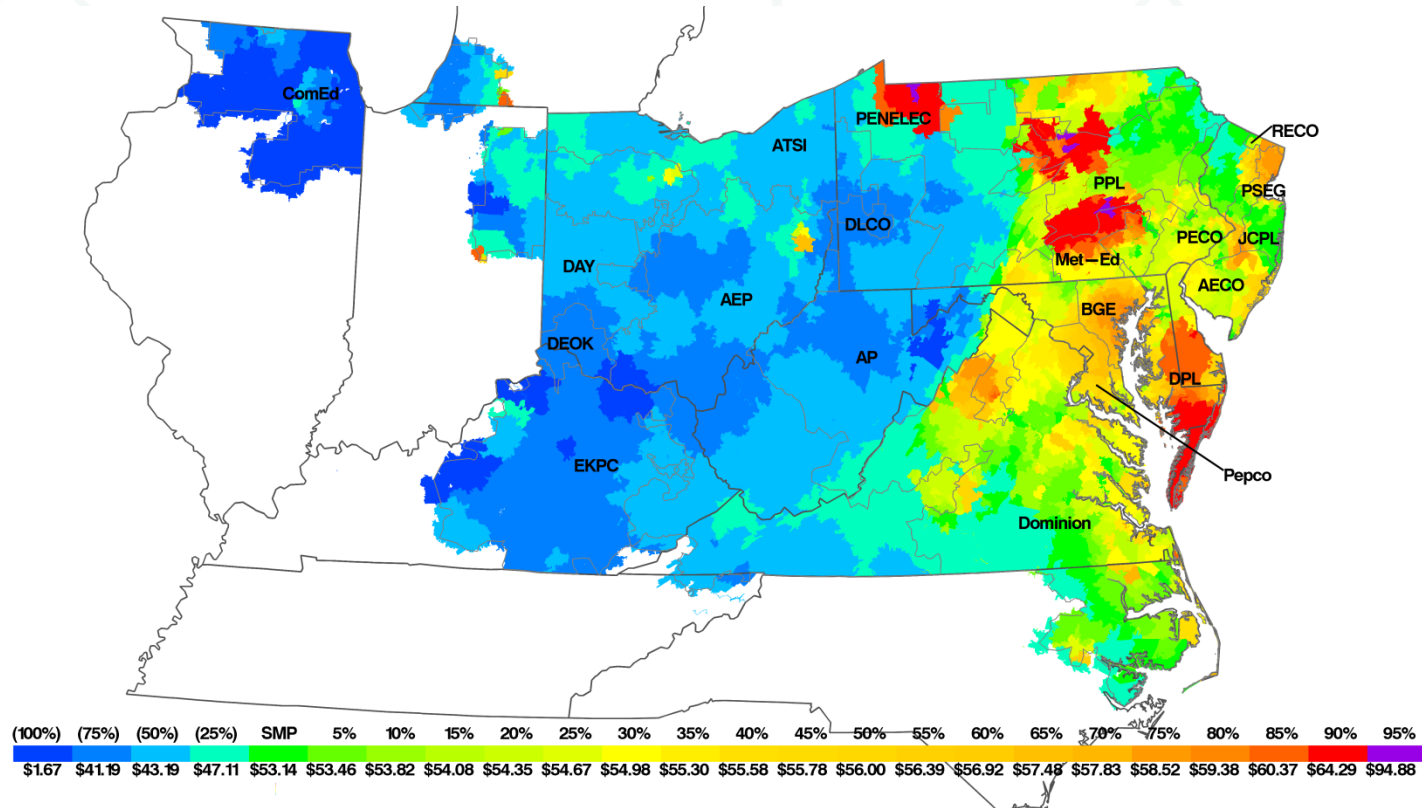 ComEd
PENELEC
RECO
ATSI
PPL
PSEG
DLCO
PECO
JCPL
Met-Ed
DAY
AECO
AEP
BGE
DEOK
AP
DPL
EKPC
Pepco
Dominion
(100%) (75%) (50%) (25%) SMP 5% 10% 15% 20% 25% 30% 35% 40% 45% 50% 55% 60% 65% 70% 75% 80% 85% 90% 95%
$1.67 $41.19 $43.19 $47.11 $53.14 $53.46 $53.82 $54.08 $54.35 $54.67 $54.98 $55.30 $55.58 $55.78 $56.00 $56.39 $56.92 $57.48 $57.83 $58.52 $59.38 $60.37 $64.29 $94.88